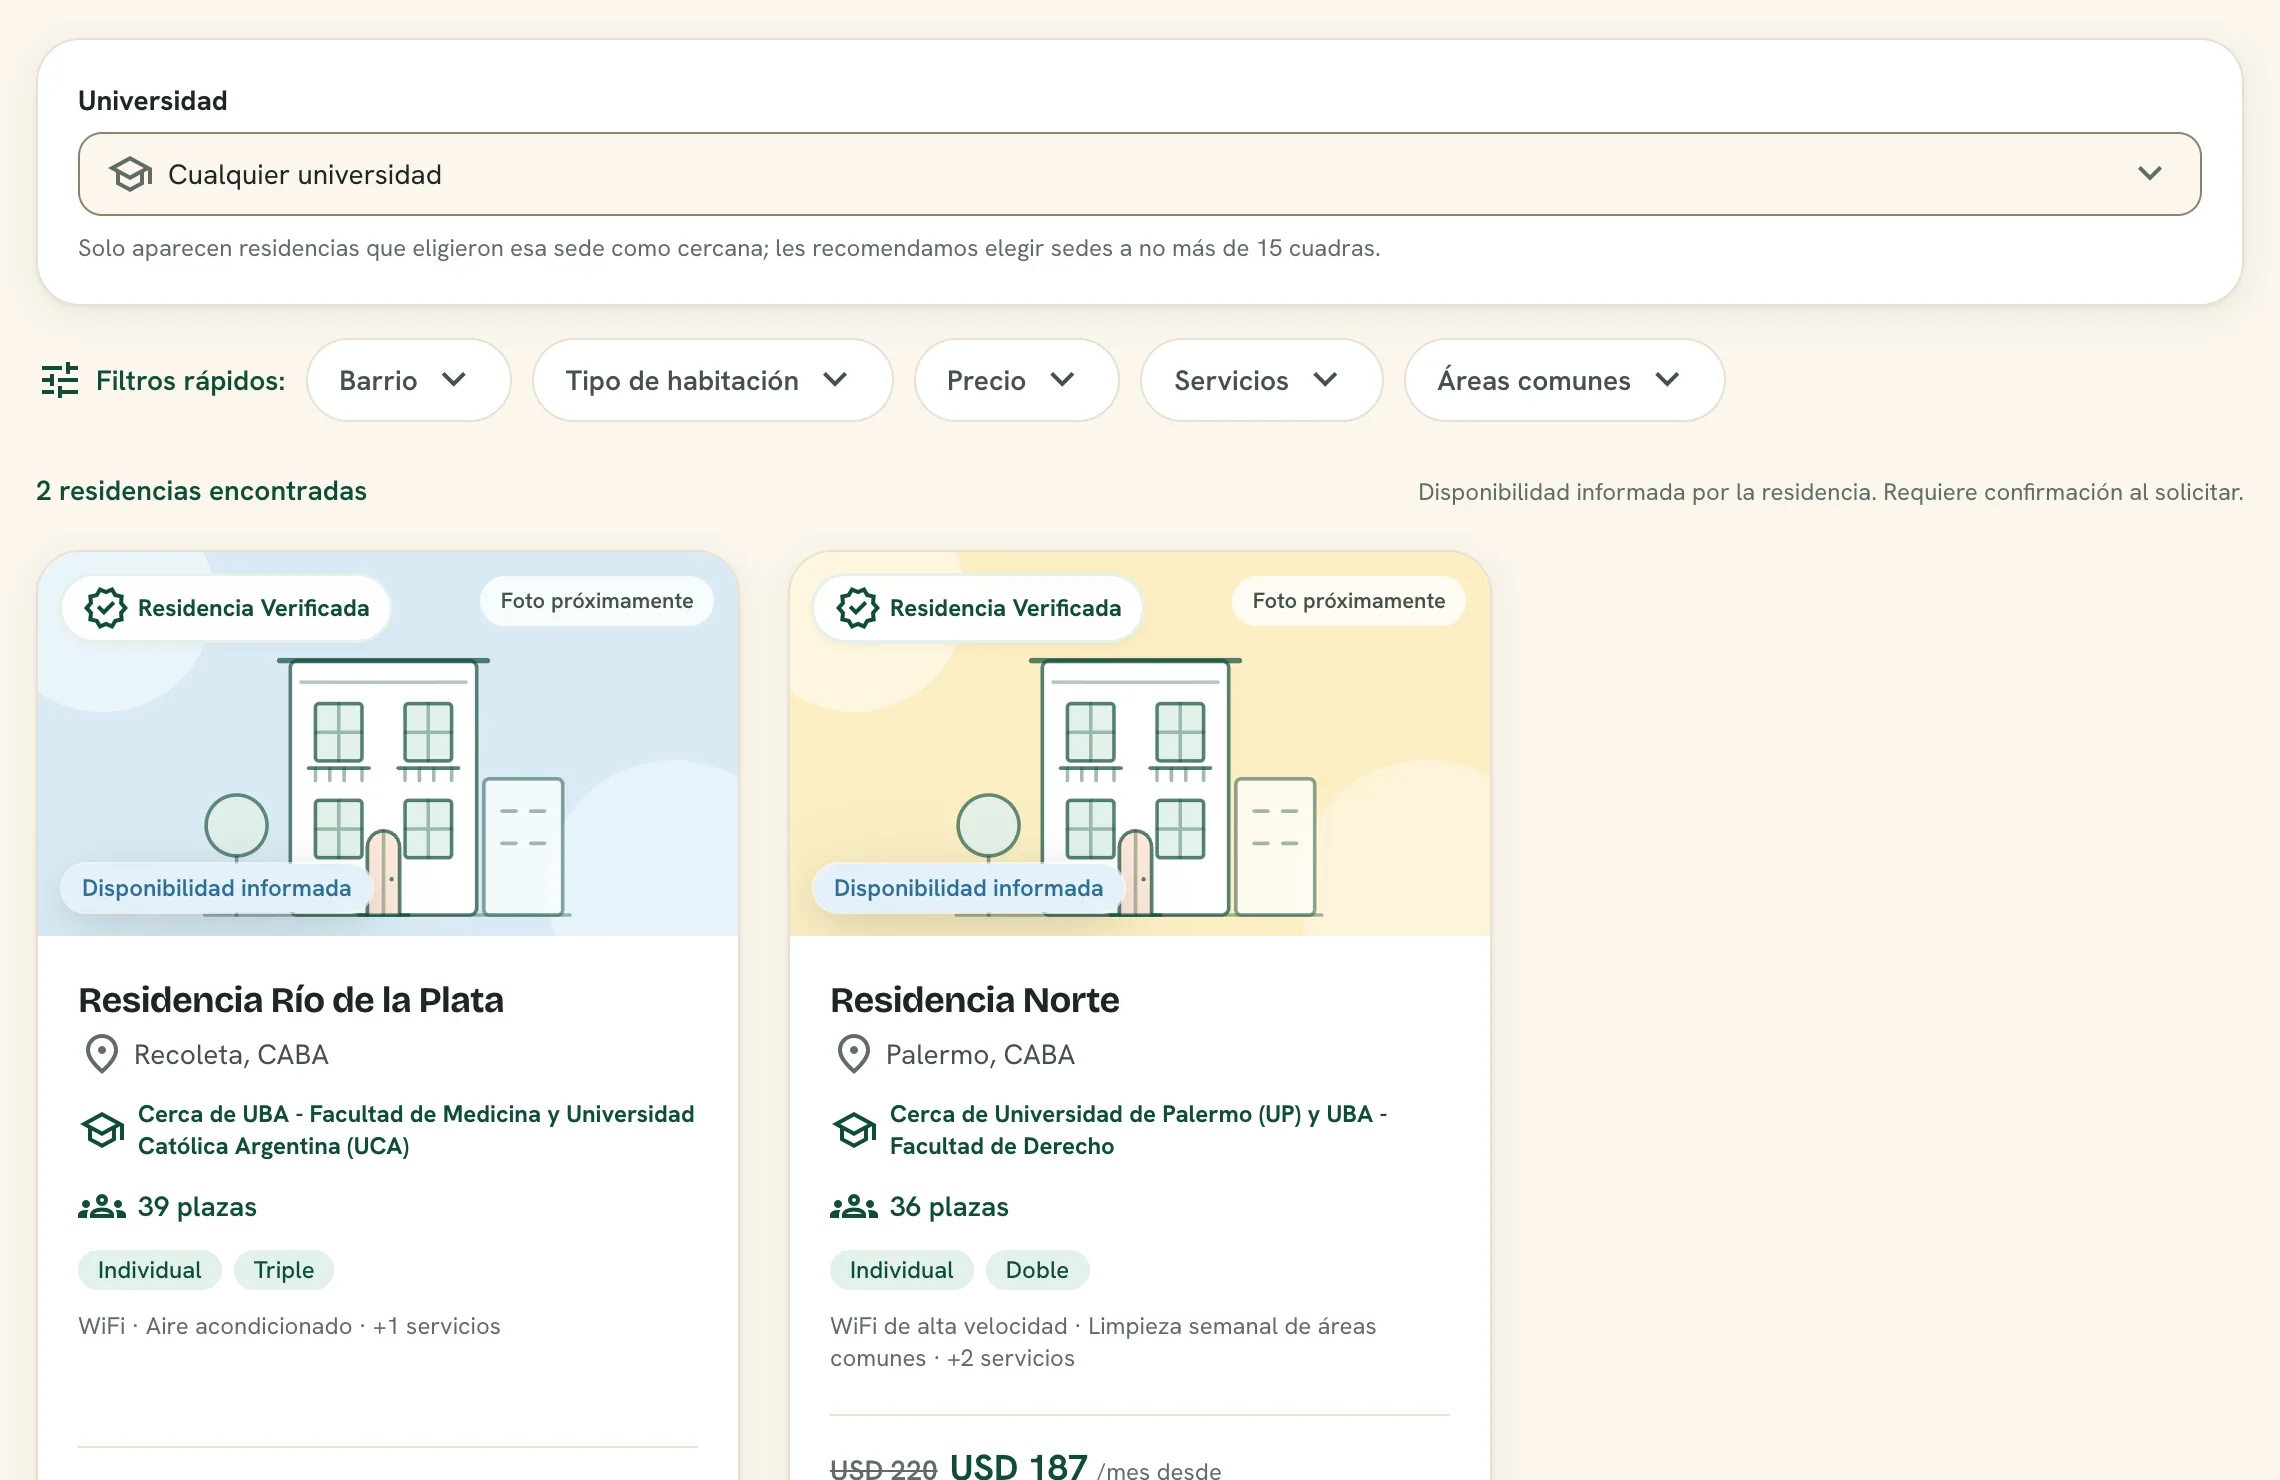 Universidad
Cualquier universidad
Solo aparecen residencias que eligieron esa sede como cercana; les recomendamos elegir sedes a no más de 15 cuadras.
Filtros rápidos: Barrio Tipo de habitación Precio Servicios Áreas comunes
2 residencias encontradas
Disponibilidad informada por la residencia. Requiere confirmación al solicitar.
Residencia Verificada
Foto próximamente
Disponibilidad informada
Residencia Río de la Plata
Recoleta, CABA
Cerca de UBA - Facultad de Medicina y Universidad
Católica Argentina (UCA)
39 plazas
Individual Triple
WiFi · Aire acondicionado · +1 servicios
Residencia Verificada
Foto próximamente
Disponibilidad informada
Residencia Norte
Palermo, CABA
Cerca de Universidad de Palermo (UP) y UBA -
Facultad de Derecho
36 plazas
Individual Doble
WiFi de alta velocidad · Limpieza semanal de áreas
comunes · +2 servicios
USD 220 USD 187 /mes desde